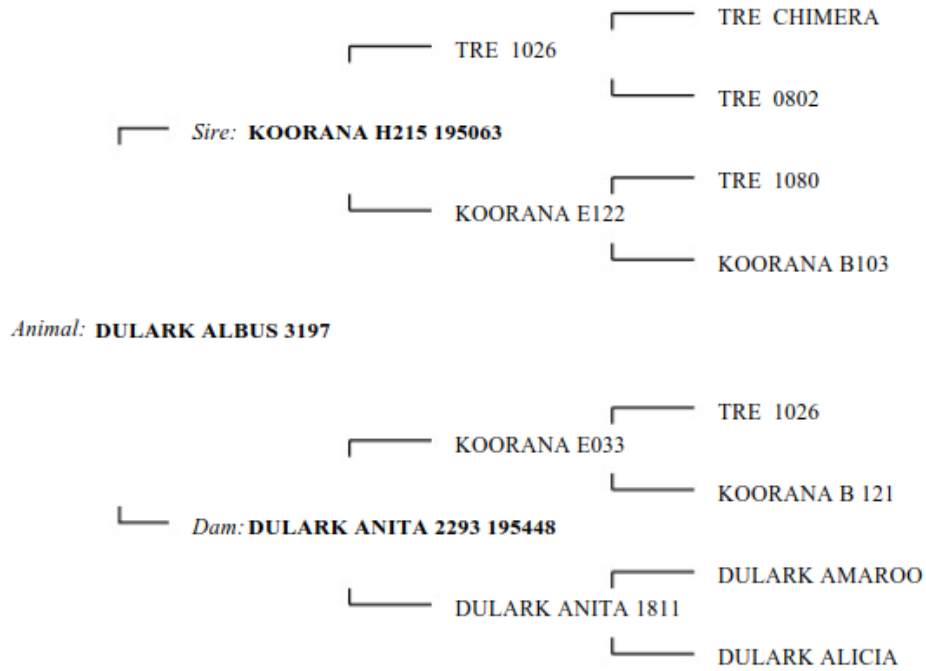 TRE CHIMERA
TRE 1026
TRE 0802
Sire: KOORANA H215 195063
TRE 1080
KOORANA E122
KOORANA B103
Animal: DULARK ALBUS 3197
TRE 1026
KOORANA E033
KOORANA B 121
Dam: DULARK ANITA 2293 195448
DULARK AMAROO
DULARK ANITA 1811
DULARK ALICIA